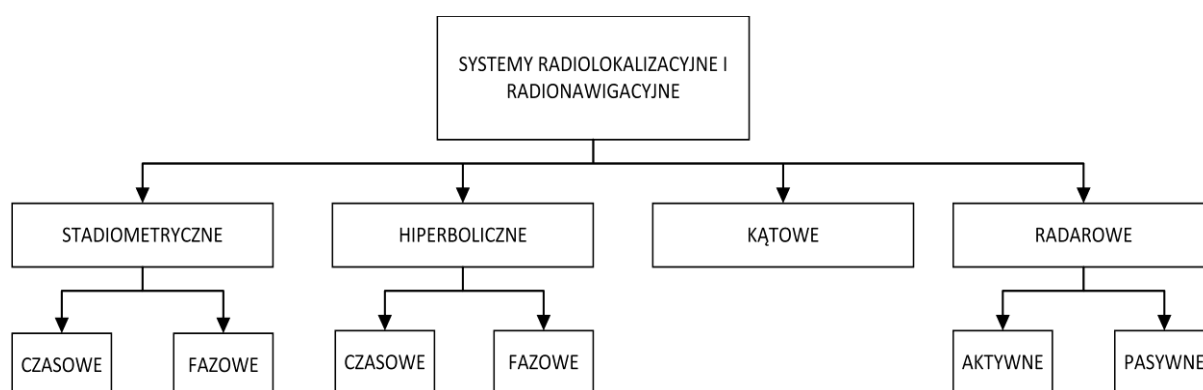 SYSTEMY RADIOLOKALIZACYJNE I
RADIONAWIGACYJNE
STADIOMETRYCZNE
HIPERBOLICZNE
KĄTOWE
RADAROWE
CZASOWE
FAZOWE
CZASOWE
FAZOWE
AKTYWNE
PASYWNE